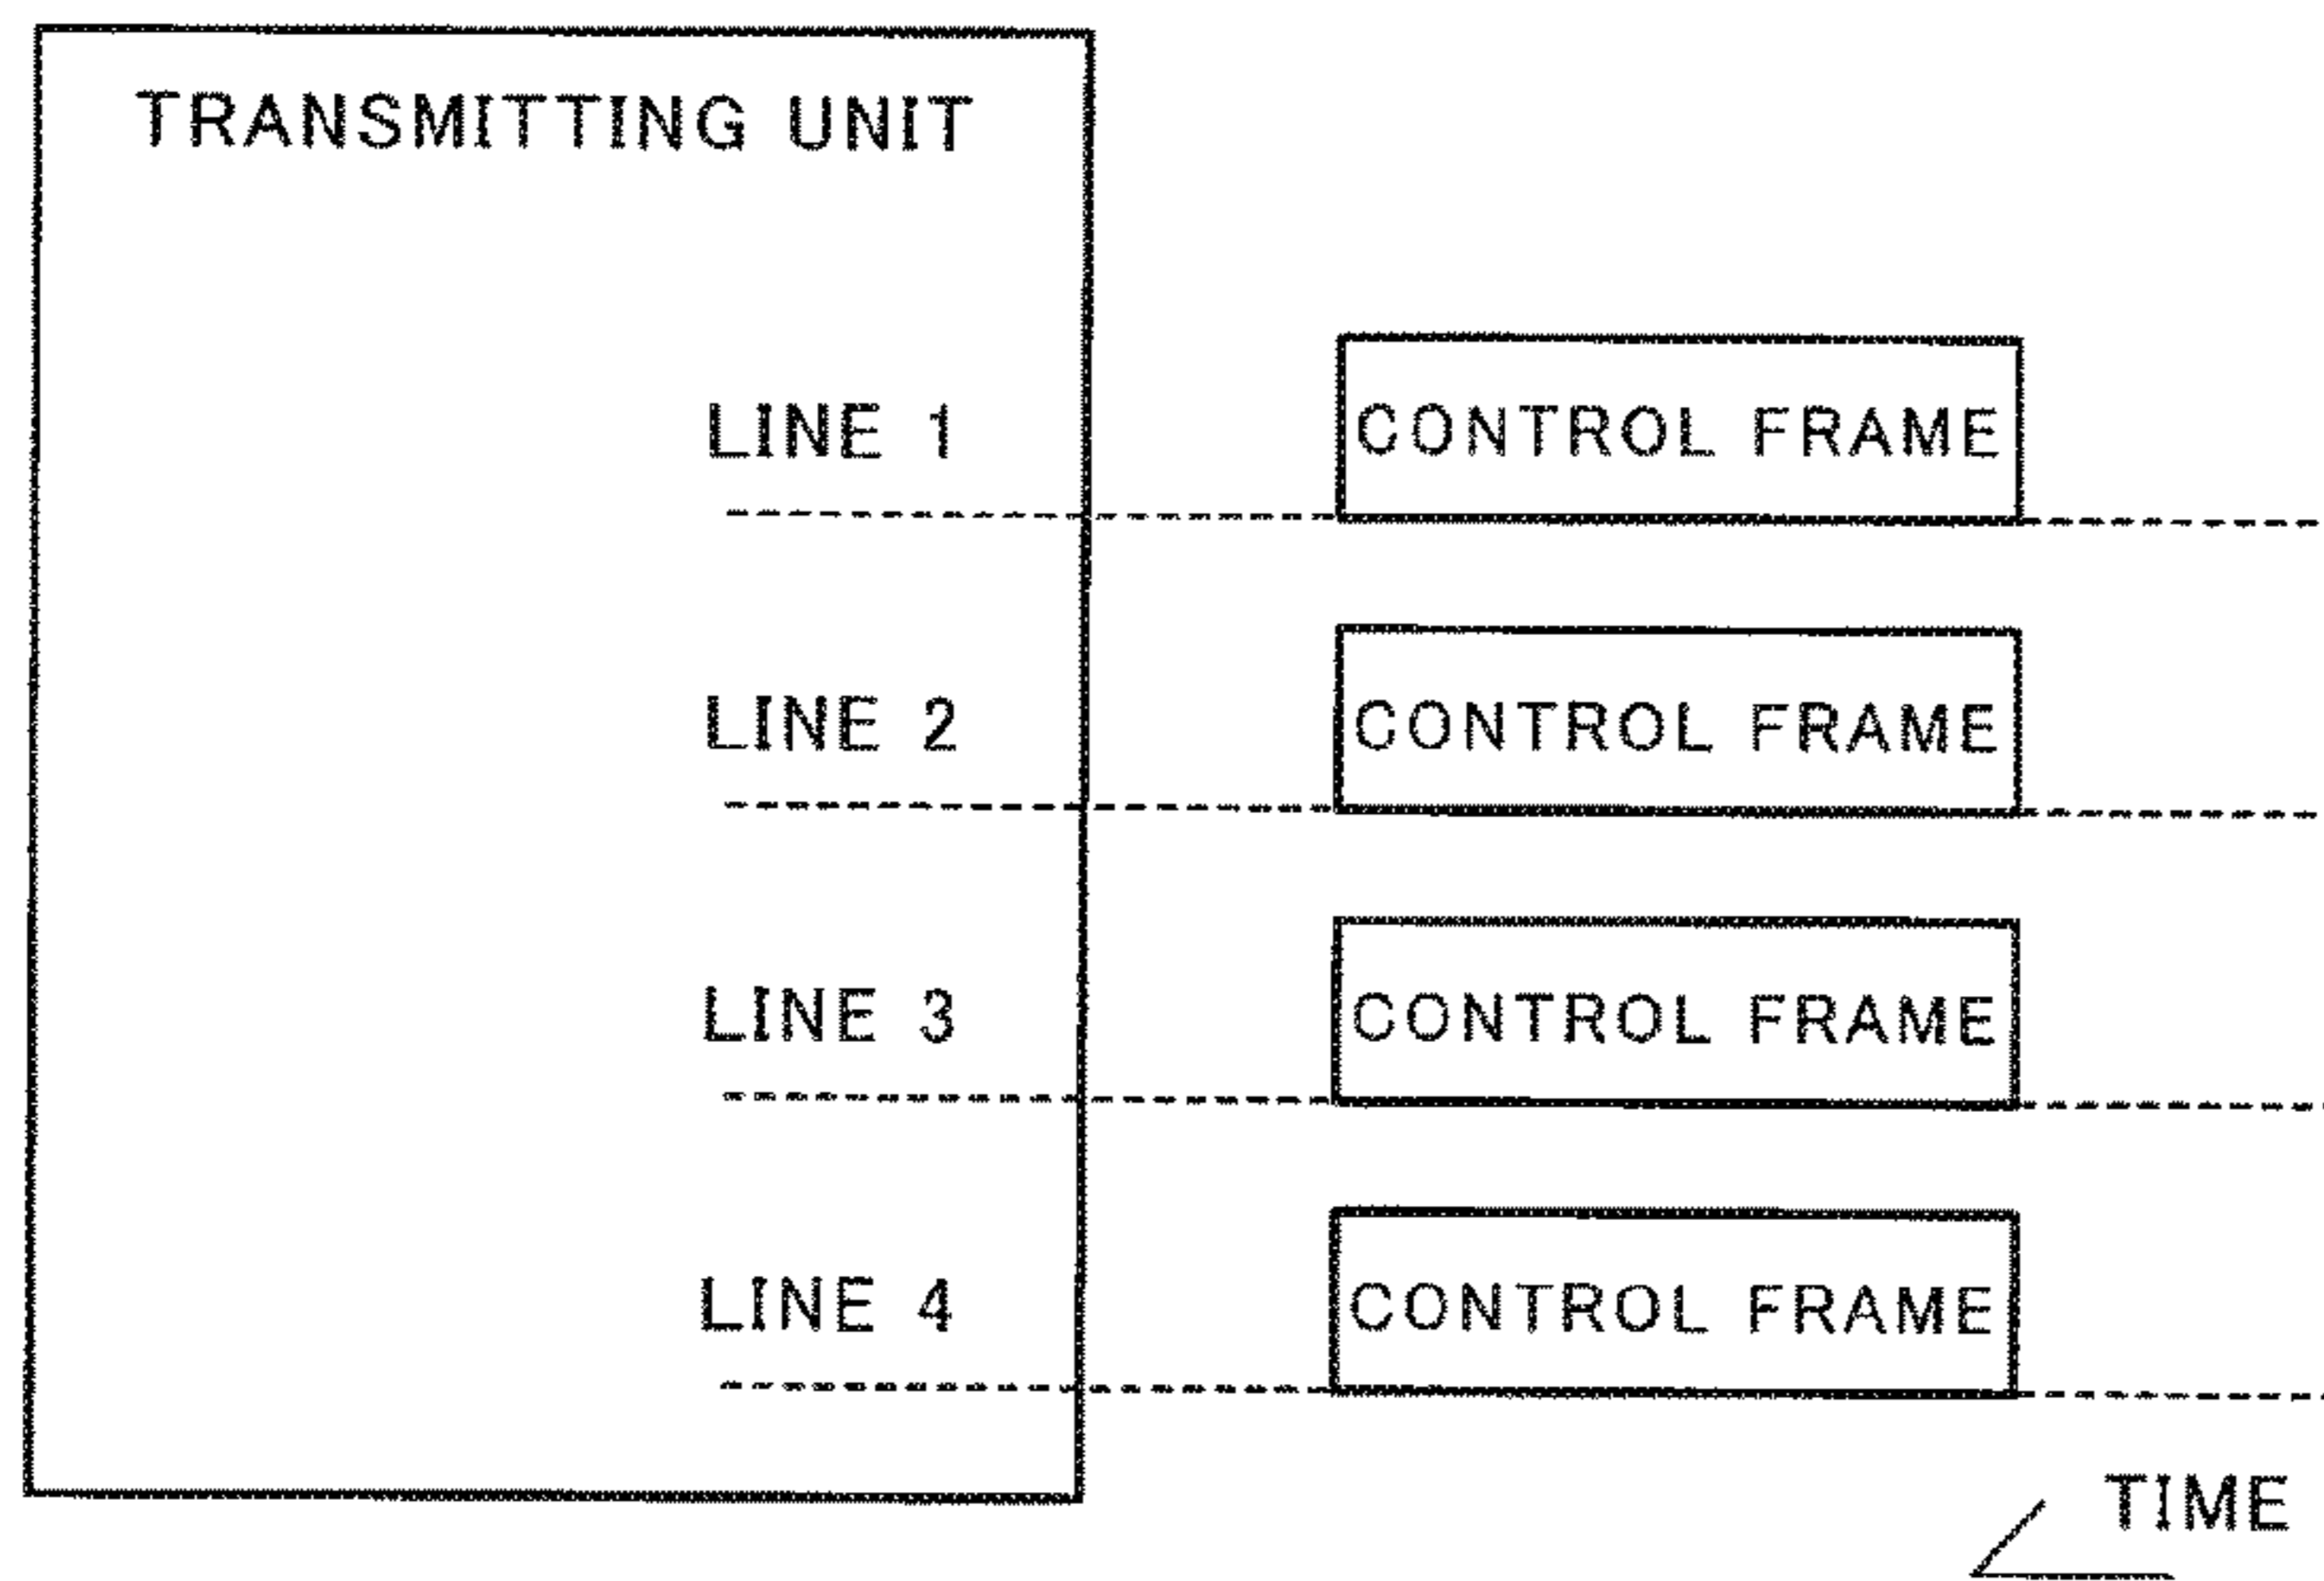 TRANSMITTING UNIT
LINE 1
CONTROL FRAME
LINE 2
CONTROL FRAME
LINE 3
CONTROL FRAME
LINE 4
CONTROL FRAME
TIME